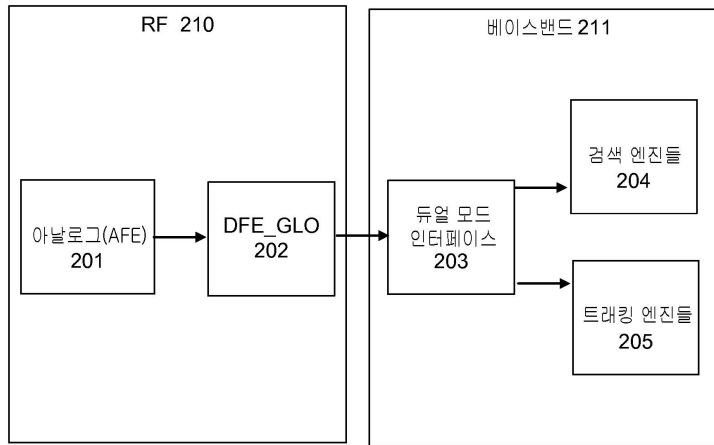 RF 210
베이스밴드 211
아날로그(AFE)
201
DFE_GLO
202
듀얼 모드
인터페이스
203
검색 엔진들
204
트래킹 엔진들
205